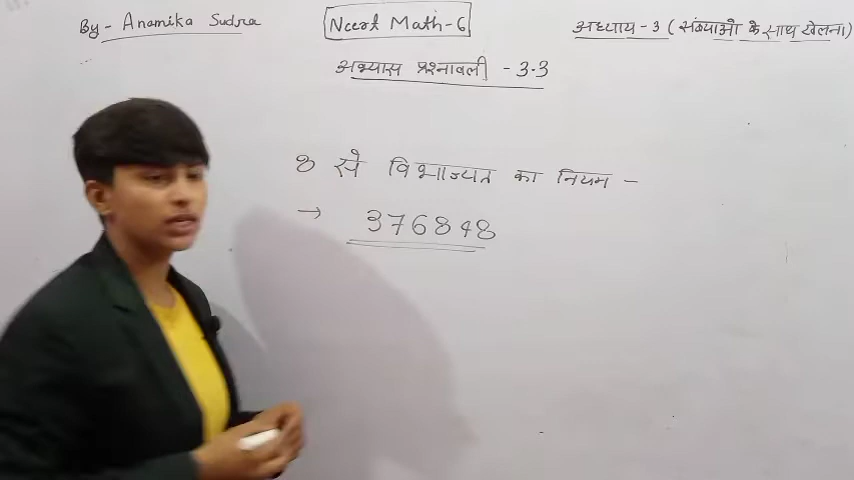 By - Anamika Sudra
Ncert Math-6
अध्याय - 3 (संख्याओ के साथ खेलना)
अभ्यास प्रश्नावली - 3.3
8 से विभाज्यत का नियम -
→ 376848